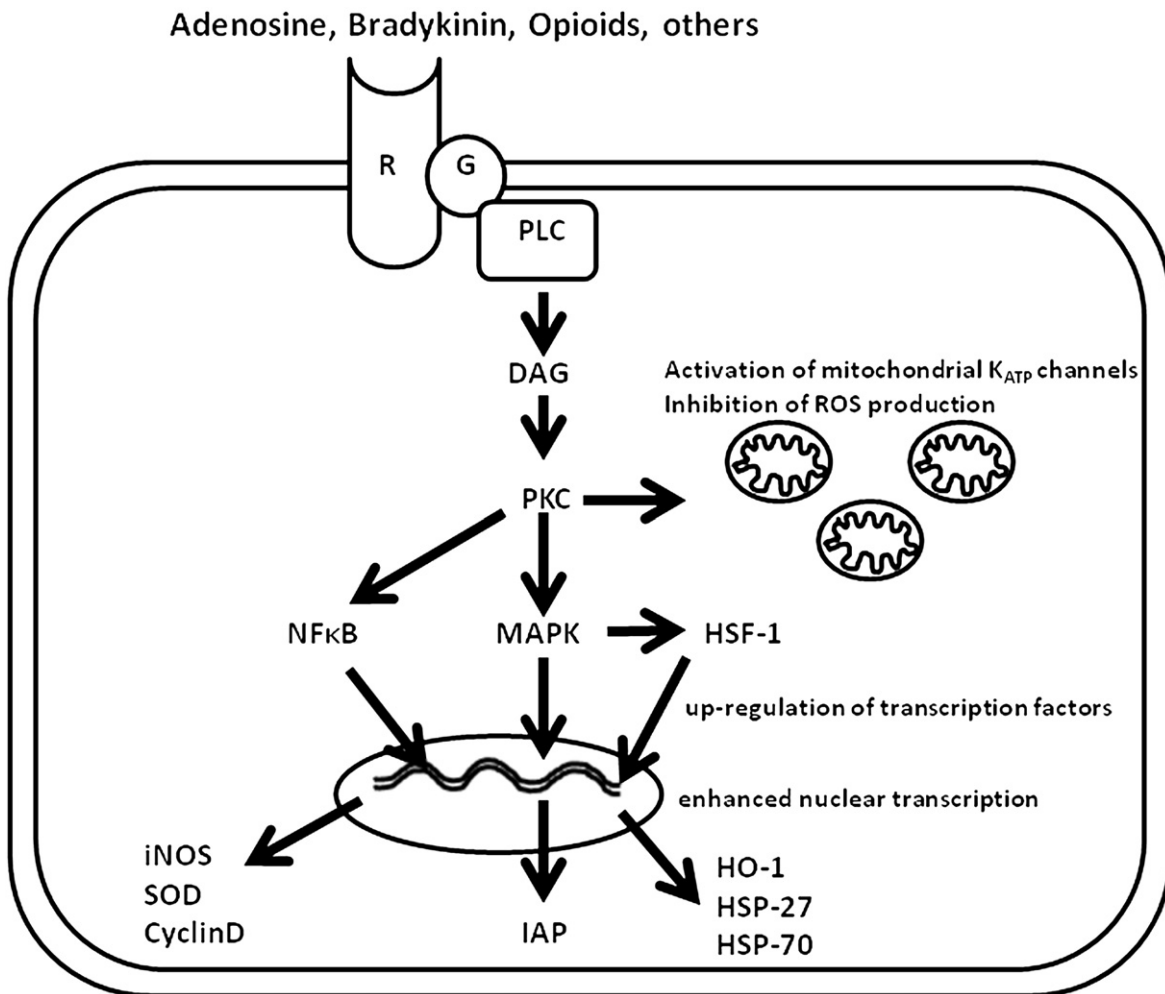 Adenosine, Bradykinin, Opioids, others
R
G
PLC
DAG
Activation of mitochondrial KATP channels
Inhibition of ROS production
PKC
NFκB
MAPK
HSF-1
up-regulation of transcription factors
enhanced nuclear transcription
iNOS
SOD
CyclinD
IAP
HO-1
HSP-27
HSP-70